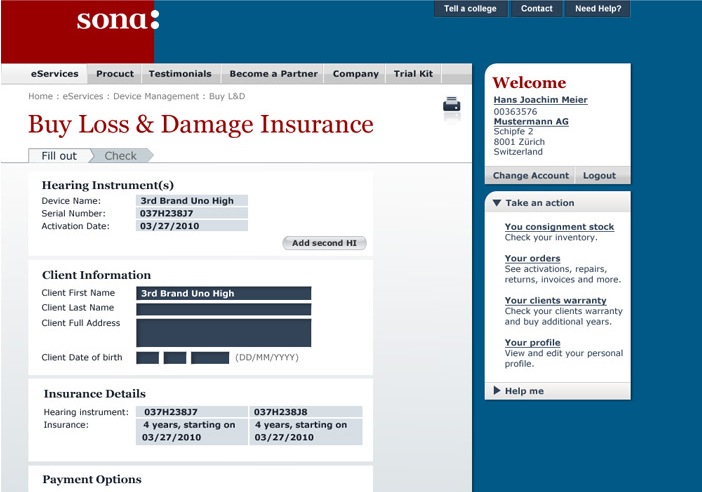 sona:
Tell a college Contact Need Help?
eServices Procuct Testimonials Become a Partner Company Trial Kit
Home : eServices : Device Management : Buy L&D
Buy Loss & Damage Insurance
Fill out Check
Hearing Instrument(s)
Device Name: 3rd Brand Uno High
Serial Number: 037H238J7
Activation Date: 03/27/2010
Add second HI
Client Information
Client First Name 3rd Brand Uno High
Client Last Name
Client Full Address
Client Date of birth (DD/MM/YYYY)
Insurance Details
Hearing instrument: 037H238J7 037H238J8
Insurance: 4 years, starting on 4 years, starting on
03/27/2010 03/27/2010
Payment Options
Welcome
Hans Joachim Meier
00363576
Mustermann AG
Schipfe 2
8001 Zürich
Switzerland
Change Account Logout
Take an action
You consignment stock
Check your inventory.
Your orders
See activations, repairs,
returns, invoices and more.
Your clients warranty
Check your clients warranty
and buy additional years.
Your profile
View and edit your personal
profile.
Help me